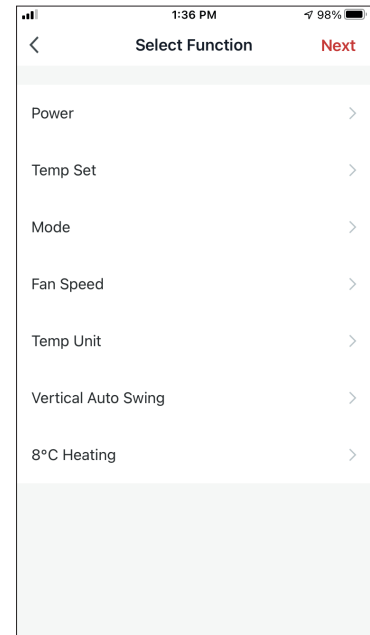 1:36 PM 98%
Select Function Next
Power
Temp Set
Mode
Fan Speed
Temp Unit
Vertical Auto Swing
8°C Heating